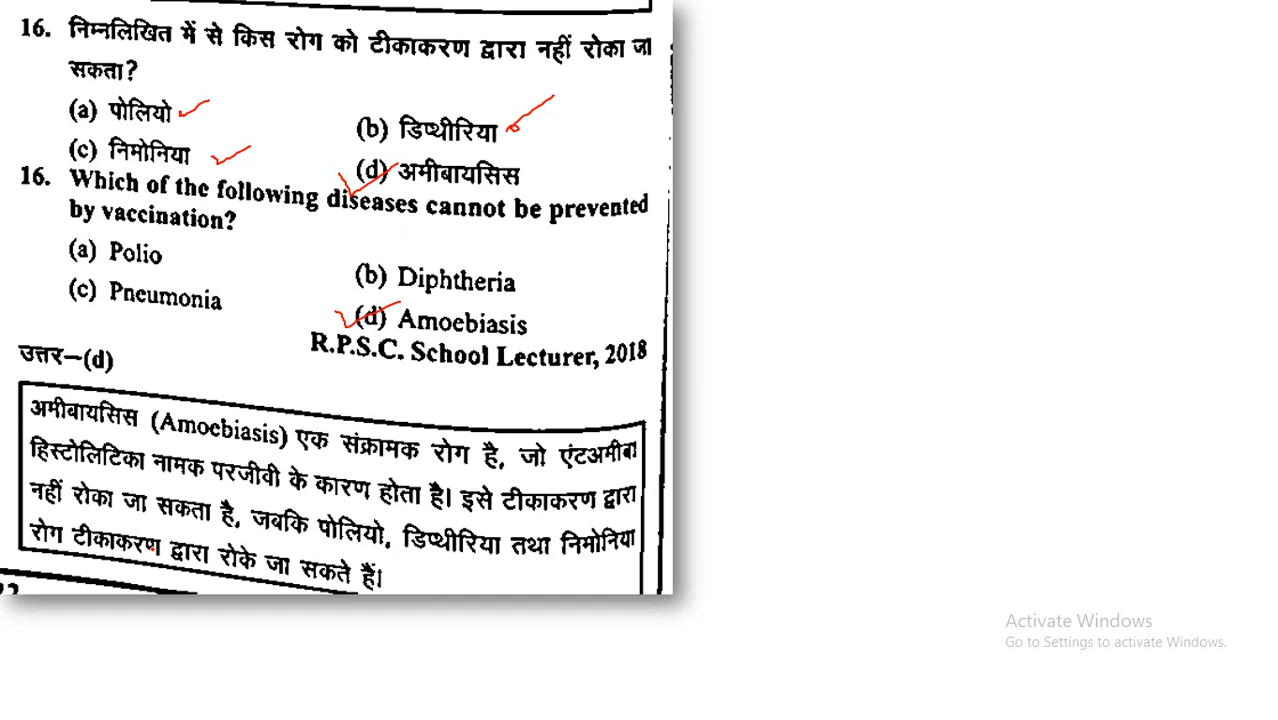 16. निम्नलिखित में से किस रोग को टीकाकरण द्वारा नहीं रोका जा
सकता?
(a) पोलियो
(b) डिप्थीरिया
(c) निमोनिया
(d) अमीबायसिस
16. Which of the following diseases cannot be prevented
by vaccination?
(a) Polio
(b) Diphtheria
(c) Pneumonia
(d) Amoebiasis
R.P.S.C. School Lecturer, 2018
उत्तर–(d)
अमीबायसिस (Amoebiasis) एक संक्रामक रोग है, जो एंटअमीबा
हिस्टोलिटिका नामक परजीवी के कारण होता है। इसे टीकाकरण द्वारा
नहीं रोका जा सकता है, जबकि पोलियो, डिप्थीरिया तथा निमोनिया
रोग टीकाकरण द्वारा रोके जा सकते हैं।
Activate Windows
Go to Settings to activate Windows.